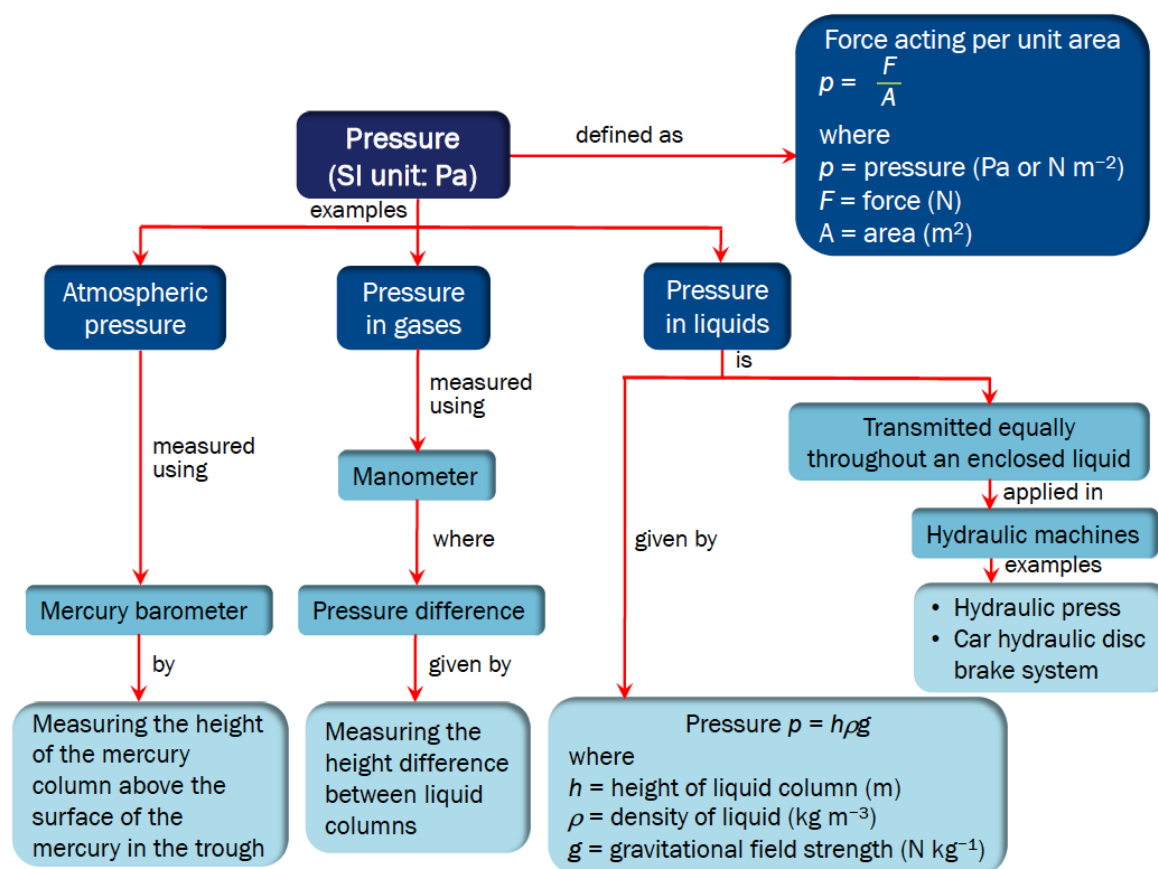 Force acting per unit area
p = F/A
where
p = pressure (Pa or N m⁻²)
F = force (N)
A = area (m²)
Pressure
(SI unit: Pa)
defined as
examples
Atmospheric
pressure
Pressure
in gases
Pressure
in liquids
is
measured
using
measured
using
Transmitted equally
throughout an enclosed liquid
applied in
Manometer
where
given by
Hydraulic machines
examples
Mercury barometer
Pressure difference
• Hydraulic press
• Car hydraulic disc
brake system
by
given by
Measuring the height
of the mercury
column above the
surface of the
mercury in the trough
Measuring the
height difference
between liquid
columns
Pressure p = hρg
where
h = height of liquid column (m)
ρ = density of liquid (kg m⁻³)
g = gravitational field strength (N kg⁻¹)